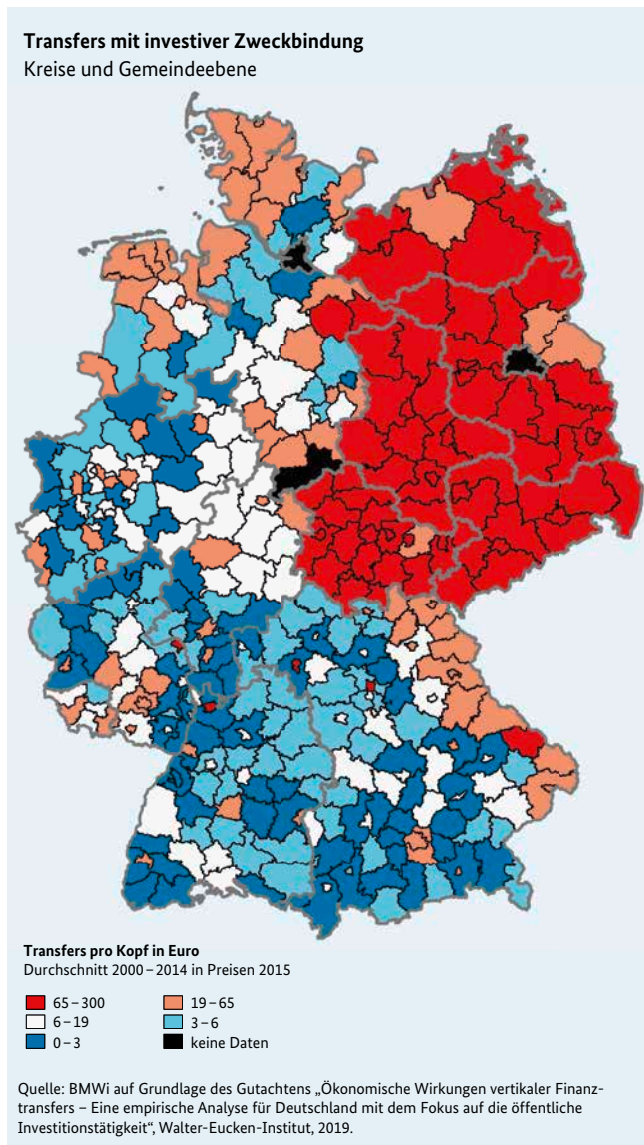 Transfers mit investiver Zweckbindung
Kreise und Gemeindeebene
Transfers pro Kopf in Euro
Durchschnitt 2000 – 2014 in Preisen 2015
65 – 300
19 – 65
6 – 19
3 – 6
0 – 3
keine Daten
Quelle: BMWi auf Grundlage des Gutachtens „Ökonomische Wirkungen vertikaler Finanz-
transfers – Eine empirische Analyse für Deutschland mit dem Fokus auf die öffentliche
Investitionstätigkeit“, Walter-Eucken-Institut, 2019.